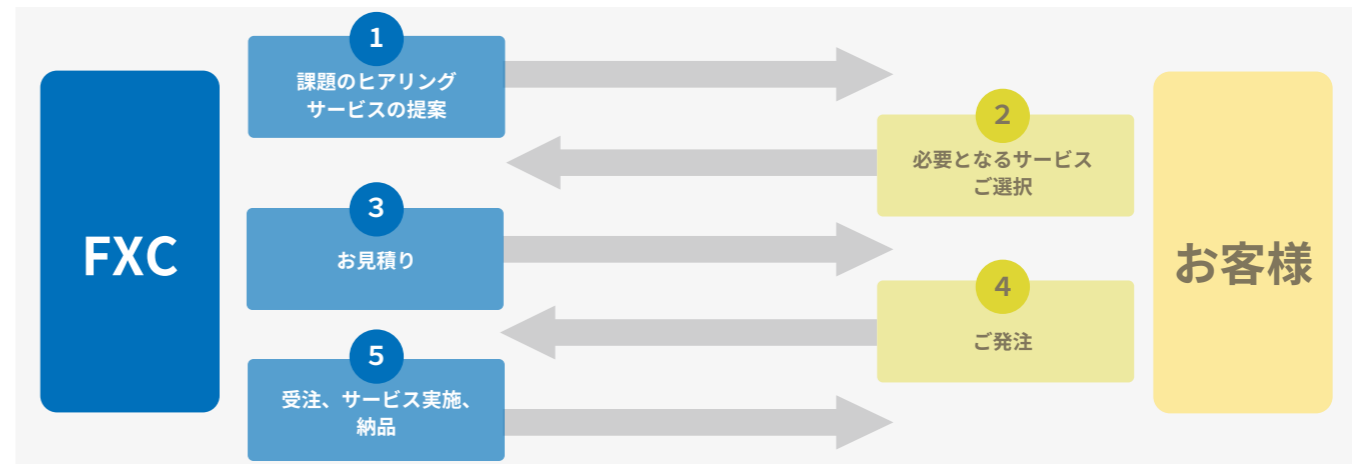 FXC
1
課題のヒアリング
サービスの提案
2
必要となるサービス
ご選択
3
お見積り
4
ご発注
5
受注、サービス実施、
納品
お客様